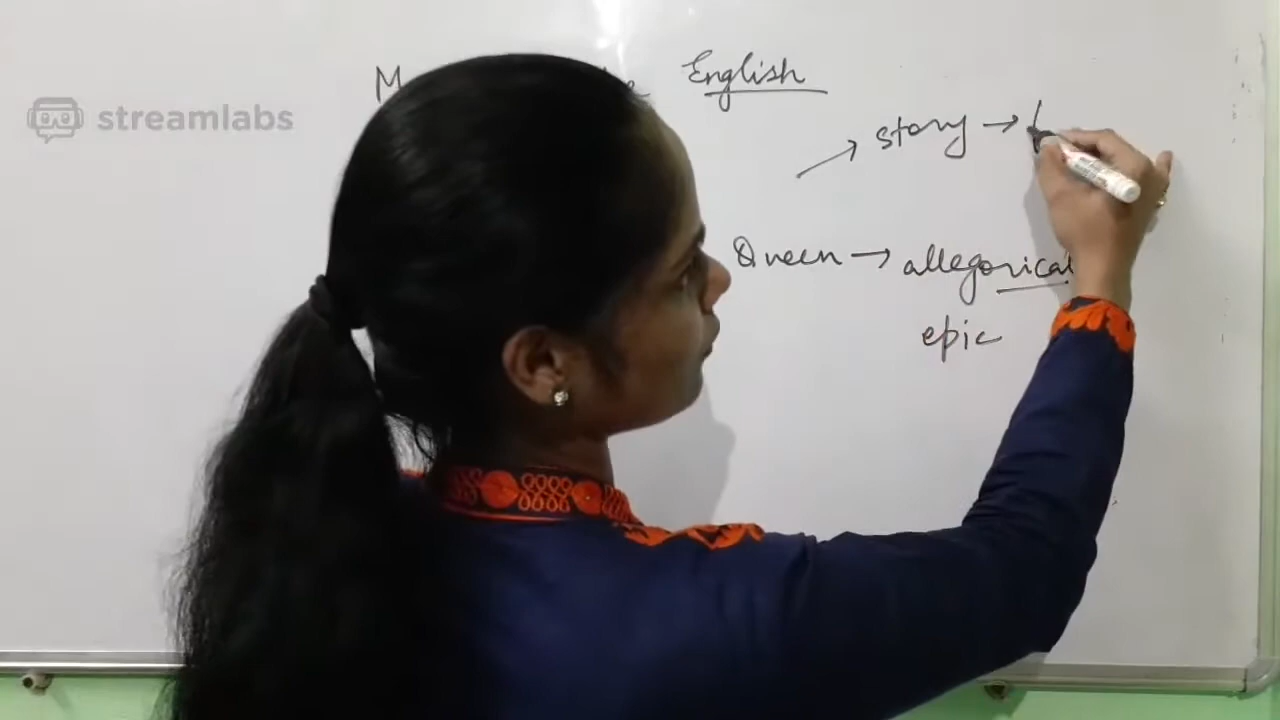 English
streamlabs
story →
Queen → allegorical
epic